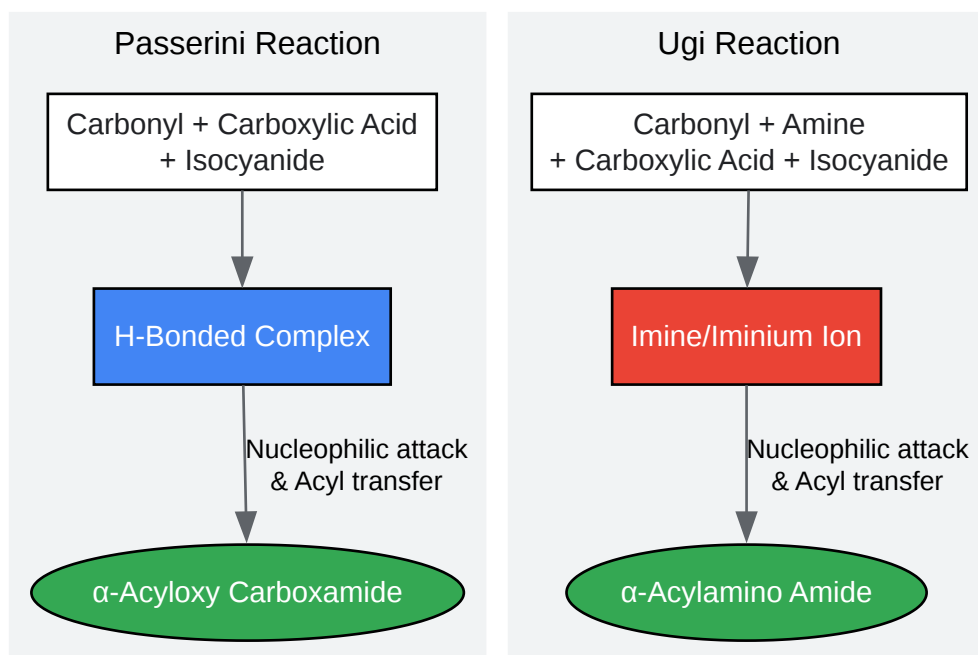 Passerini Reaction
Carbonyl + Carboxylic Acid
+ Isocyanide
H-Bonded Complex
Nucleophilic attack
& Acyl transfer
α-Acyloxy Carboxamide
Ugi Reaction
Carbonyl + Amine
+ Carboxylic Acid + Isocyanide
Imine/Iminium Ion
Nucleophilic attack
& Acyl transfer
α-Acylamino Amide